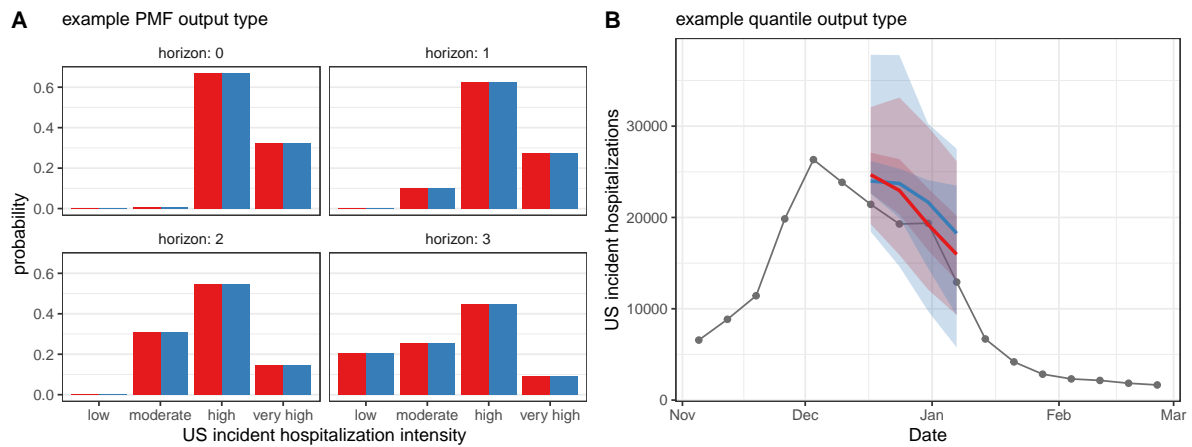 A example PMF output type
horizon: 0
horizon: 1
0.6
0.4
0.2
0.0
horizon: 2
horizon: 3
0.6
0.4
0.2
0.0
probability
low moderate high very high
low moderate high very high
US incident hospitalization intensity
B example quantile output type
30000
20000
10000
0
US incident hospitalizations
Nov Dec Jan Feb Mar
Date